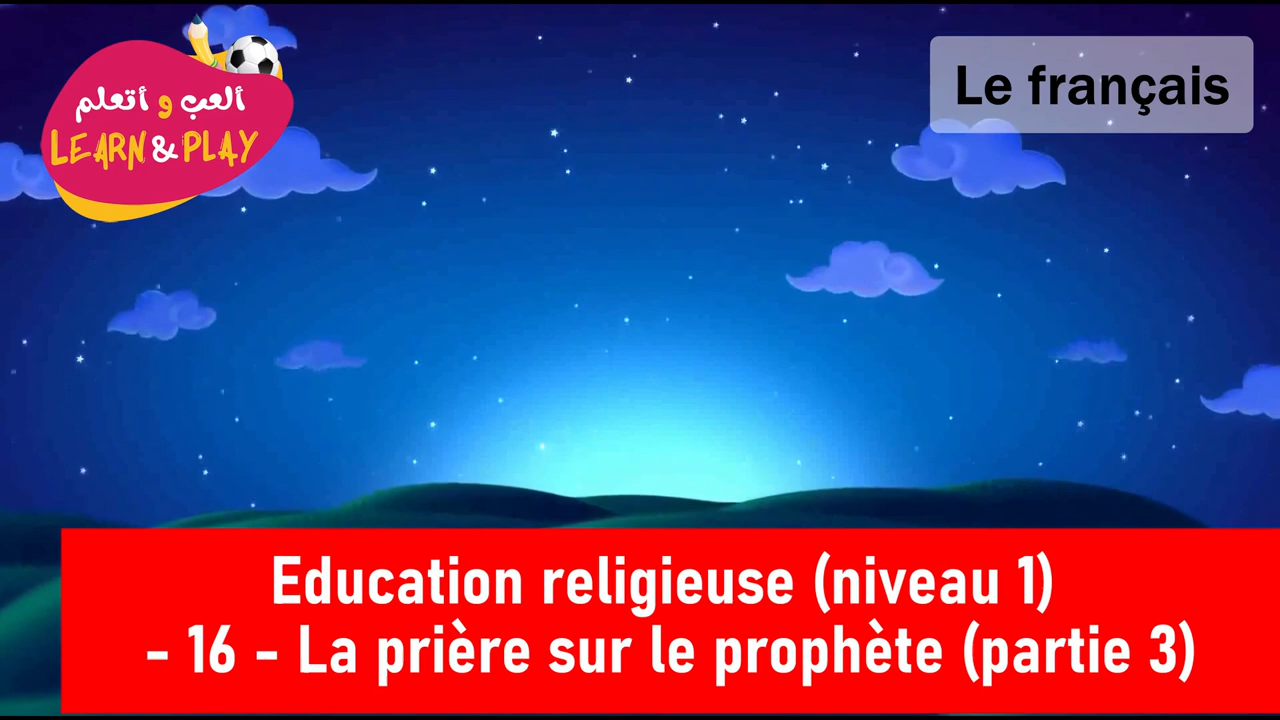 ألعب و أتعلم
LEARN & PLAY
Le français
Education religieuse (niveau 1)
- 16 - La prière sur le prophète (partie 3)